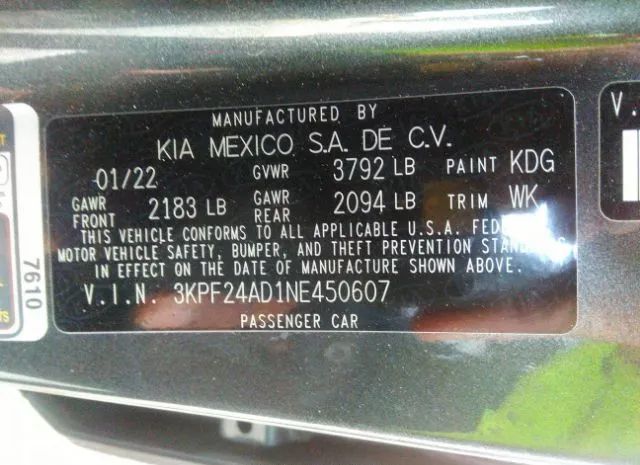 MANUFACTURED BY
KIA MEXICO S.A. DE C.V.
01/22 GVWR 3792 LB PAINT KDG
GAWR FRONT 2183 LB GAWR REAR 2094 LB TRIM WK
THIS VEHICLE CONFORMS TO ALL APPLICABLE U.S.A.
MOTOR VEHICLE SAFETY, BUMPER, AND THEFT PREVENTION
IN EFFECT ON THE DATE OF MANUFACTURE SHOWN ABOVE.
V.I.N. 3KPF24AD1NE450607
PASSENGER CAR
7610